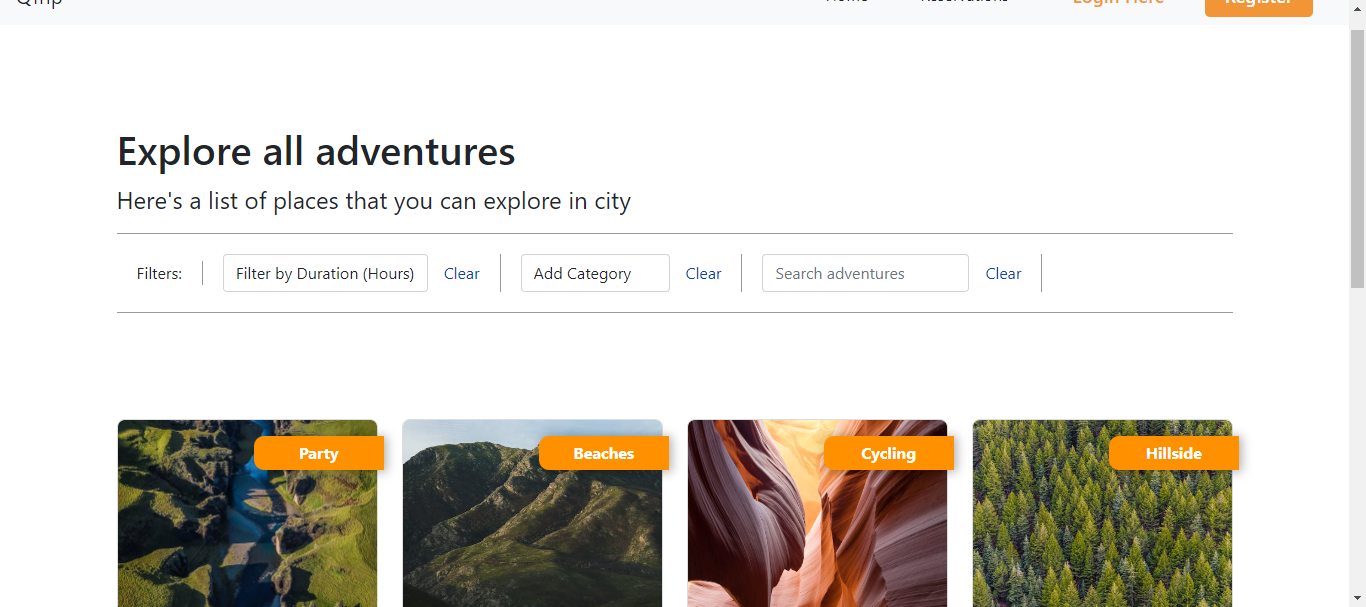 Qtrip Home Reservations Login Here Register
Explore all adventures
Here's a list of places that you can explore in city
Filters: Filter by Duration (Hours) Clear Add Category Clear Search adventures Clear
Party Beaches Cycling Hillside